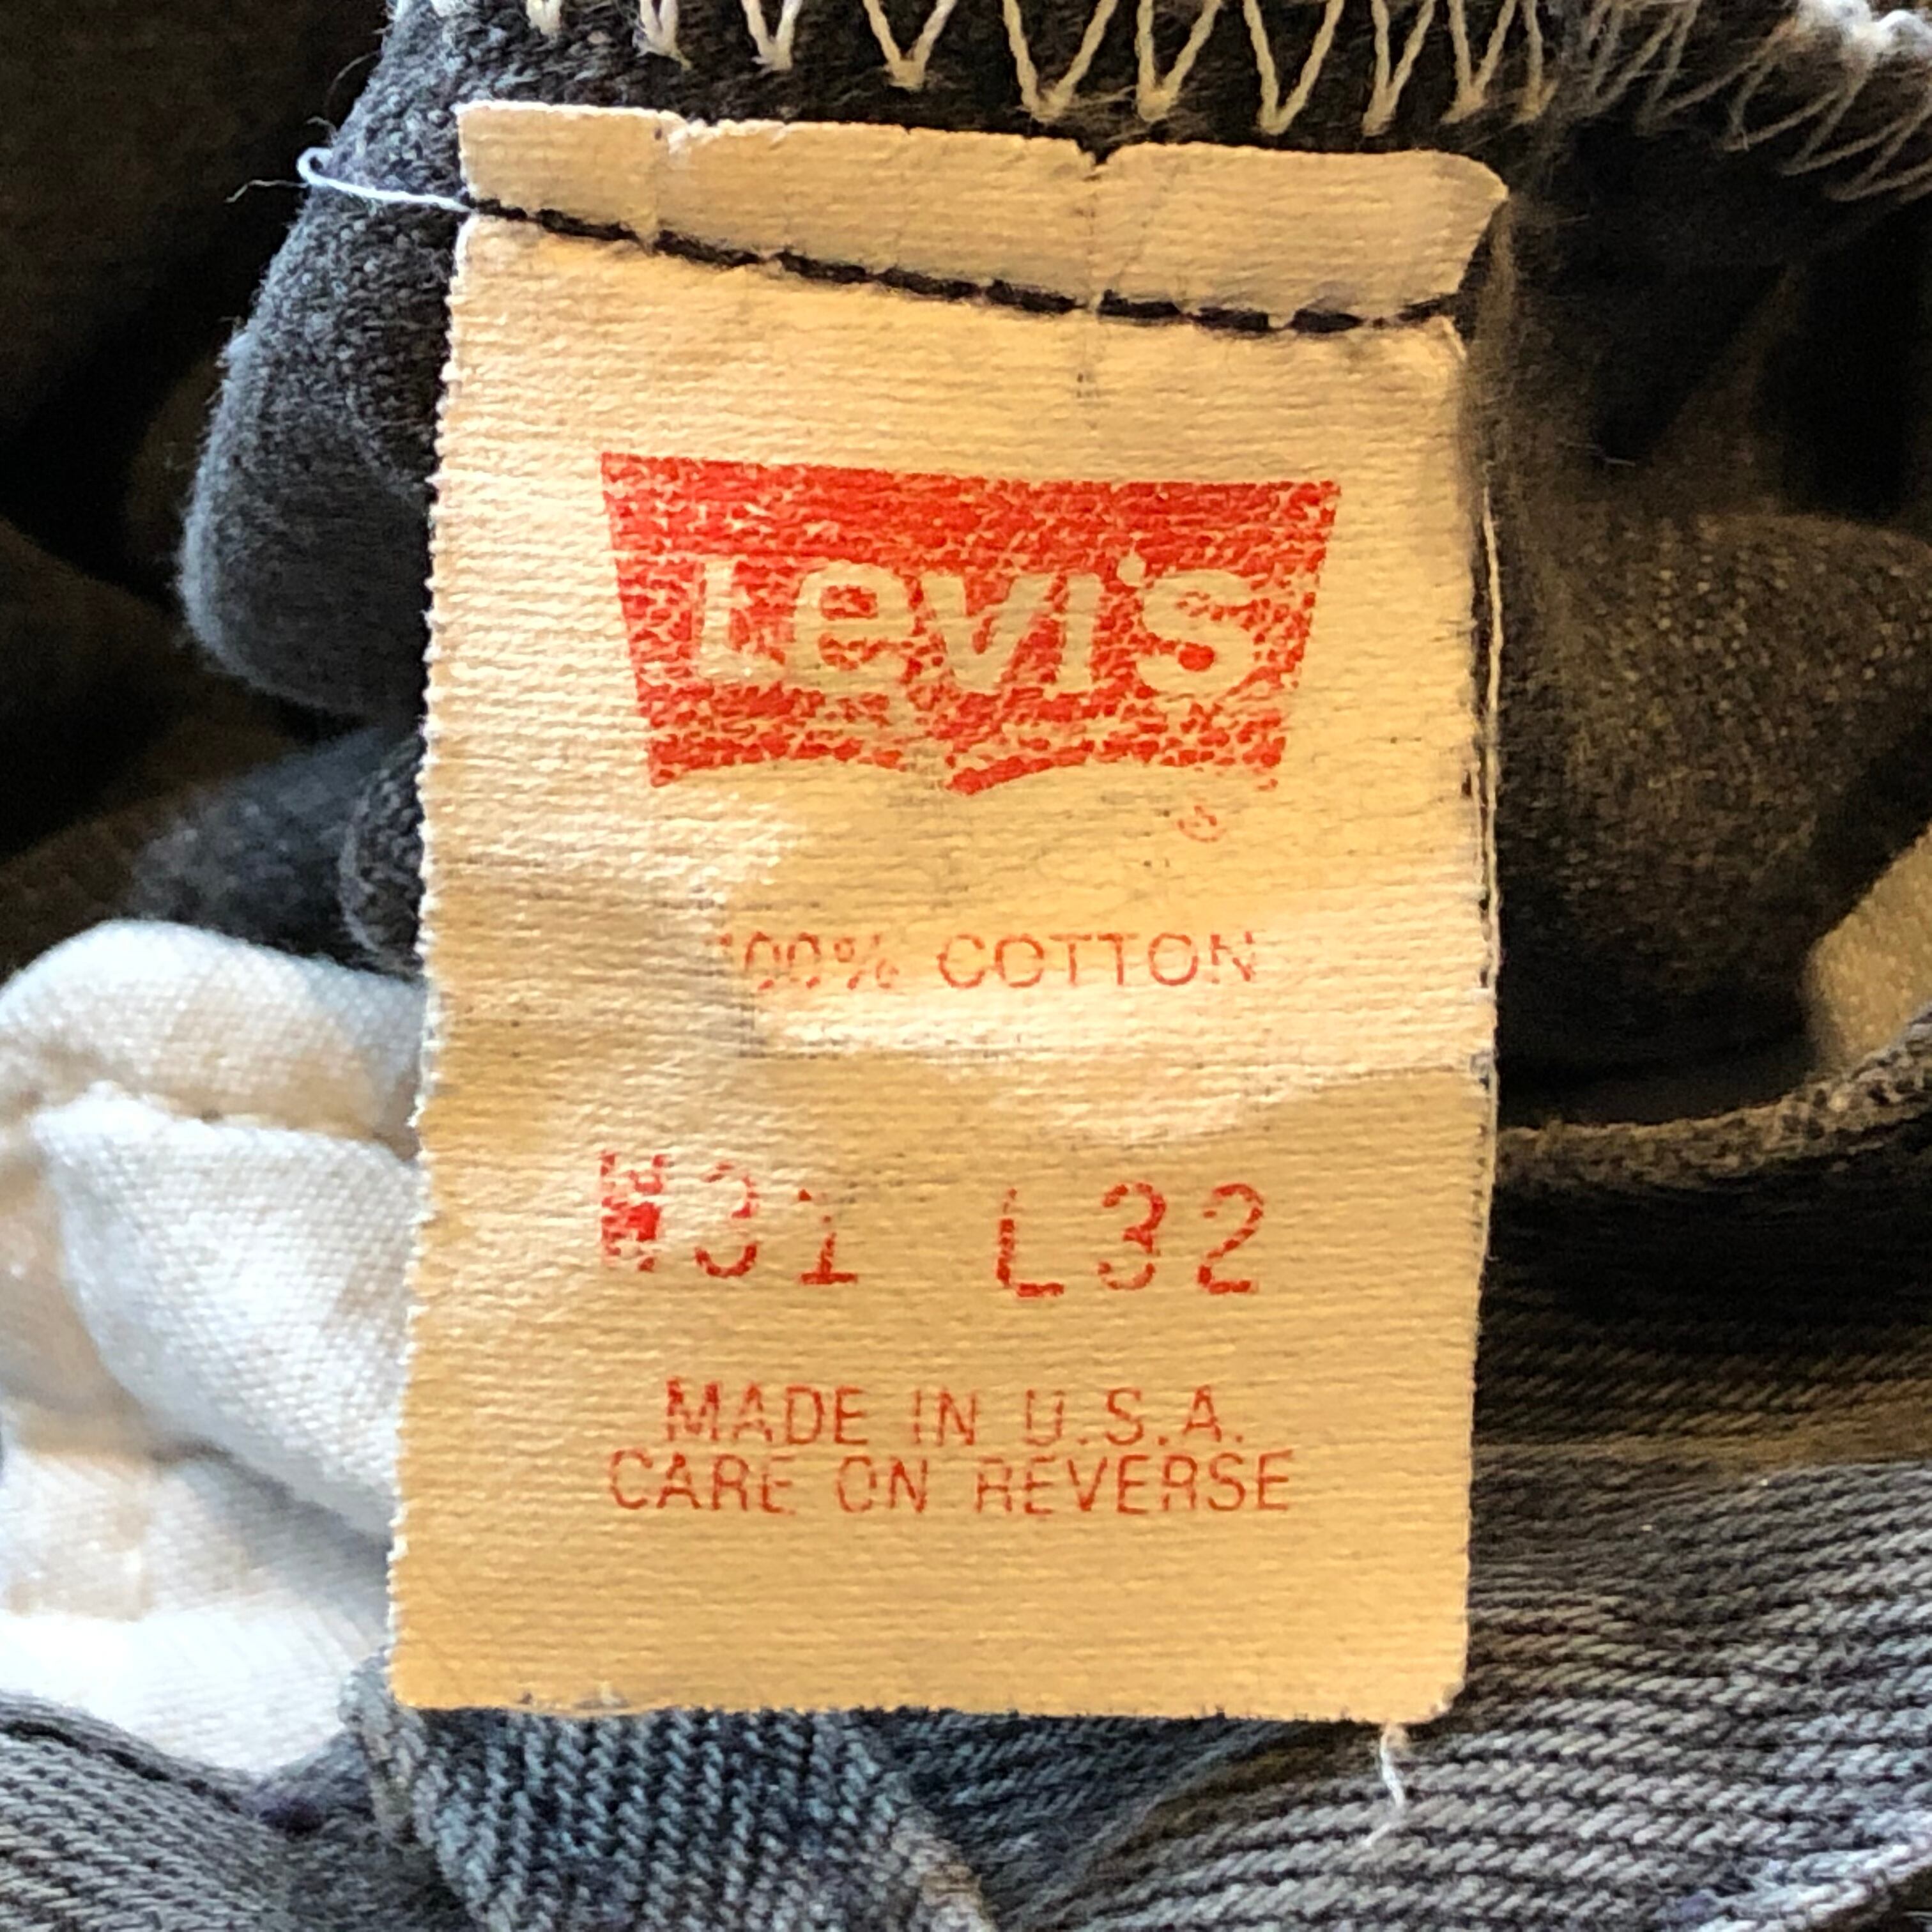 Levi's
®
100% COTTON
W31 L32
MADE IN U.S.A.
CARE ON REVERSE